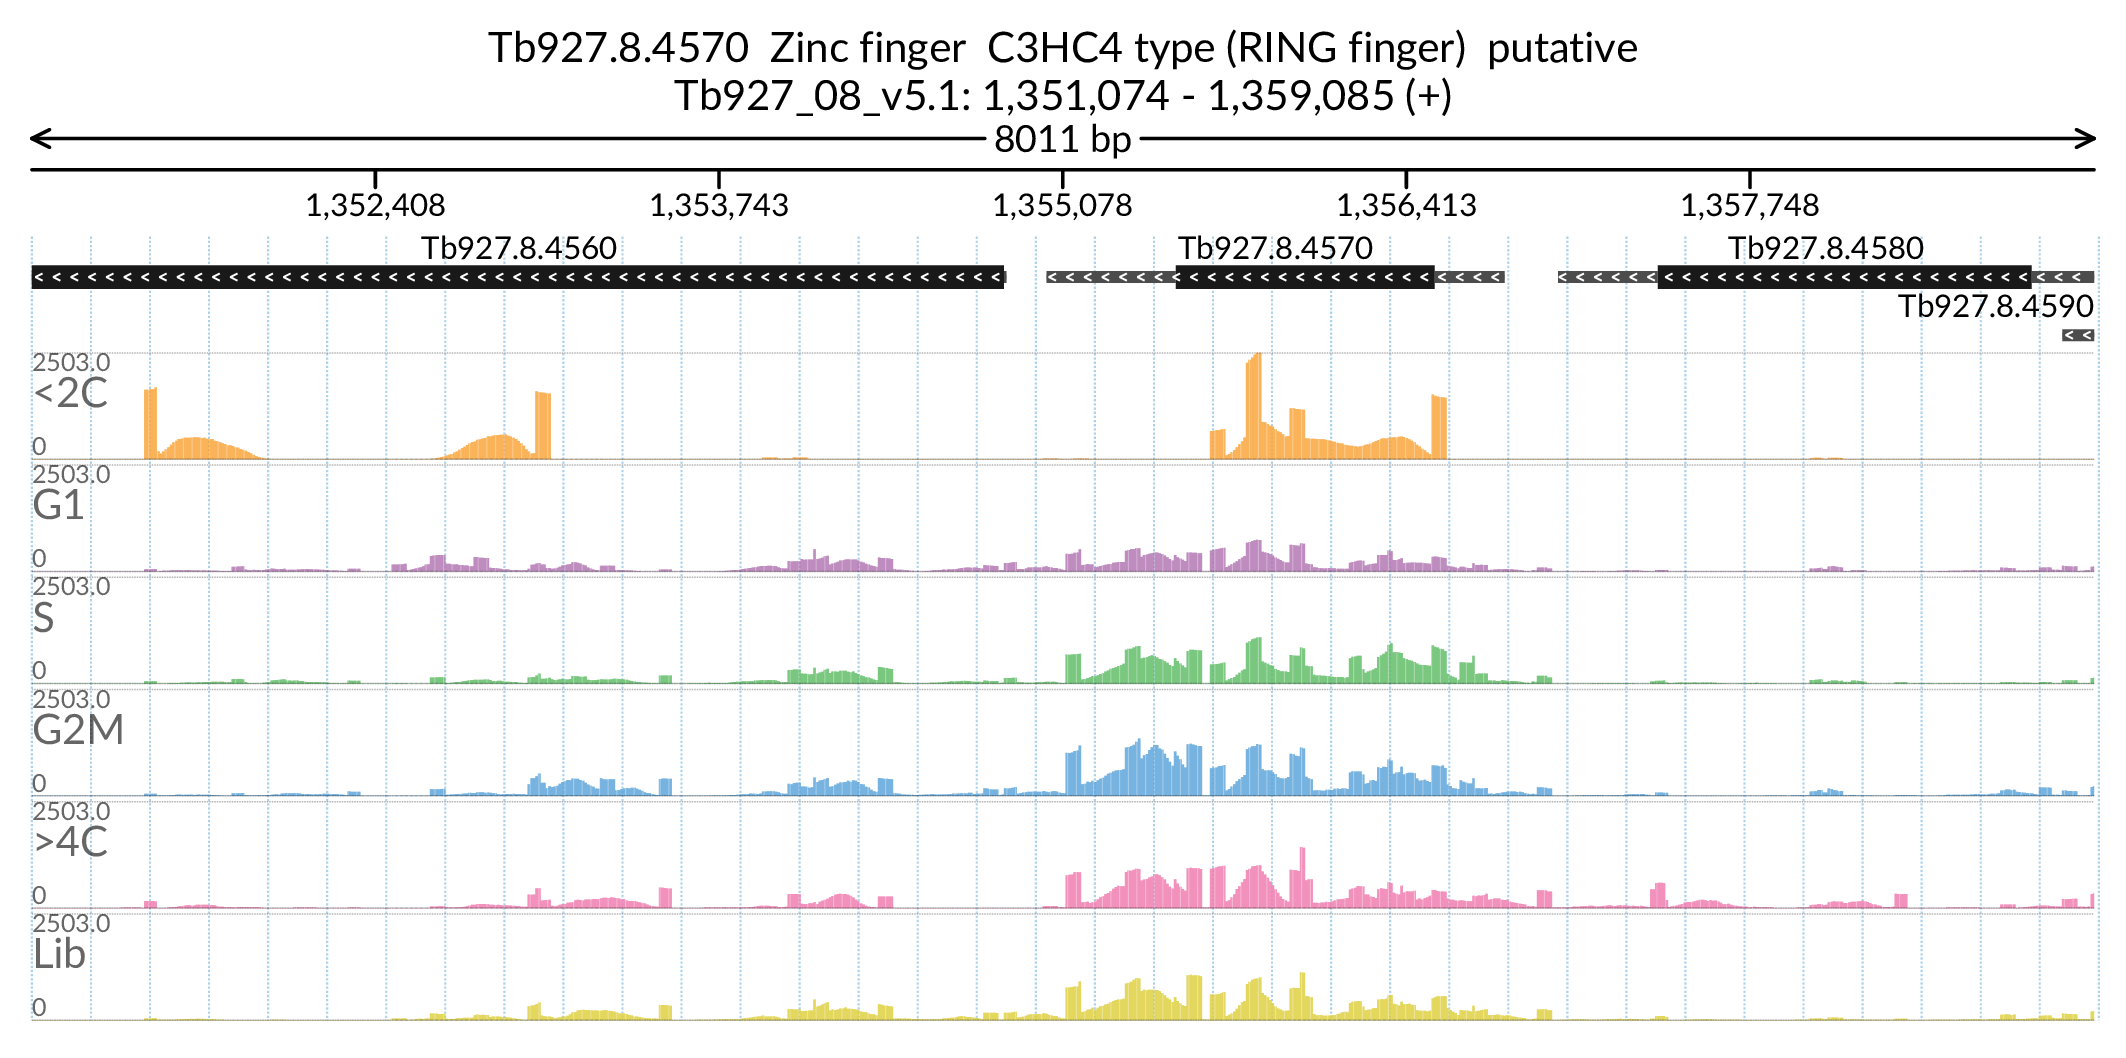 Tb927.8.4570 Zinc finger C3HC4 type (RING finger) putative
Tb927_08_v5.1: 1,351,074 - 1,359,085 (+)
8011 bp
1,352,408 1,353,743 1,355,078 1,356,413 1,357,748
Tb927.8.4560 Tb927.8.4570 Tb927.8.4580
Tb927.8.4590
2503.0
<2C
0
2503.0
G1
0
2503.0
S
0
2503.0
G2M
0
2503.0
>4C
0
2503.0
Lib
0